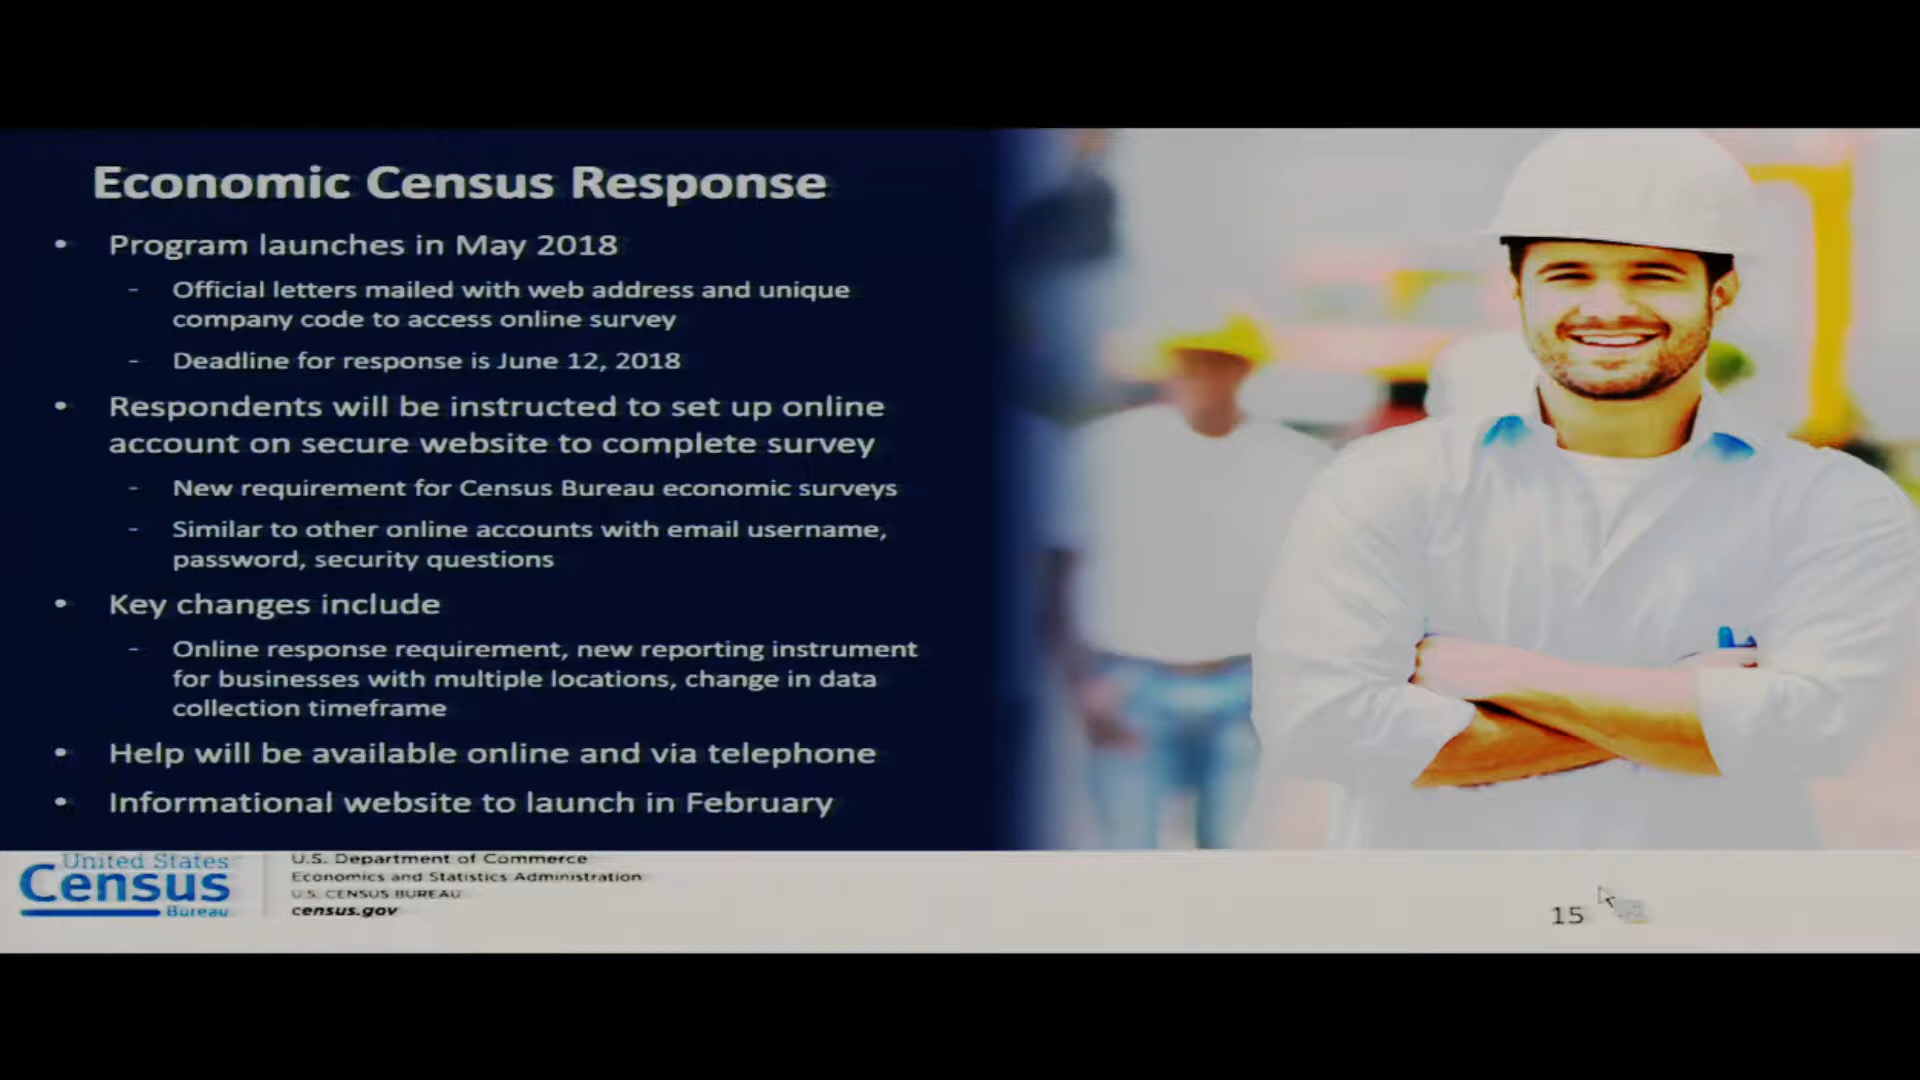 Economic Census Response
• Program launches in May 2018
- Official letters mailed with web address and unique
company code to access online survey
- Deadline for response is June 12, 2018
• Respondents will be instructed to set up online
account on secure website to complete survey
- New requirement for Census Bureau economic surveys
- Similar to other online accounts with email username,
password, security questions
• Key changes include
- Online response requirement, new reporting instrument
for businesses with multiple locations, change in data
collection timeframe
• Help will be available online and via telephone
• Informational website to launch in February
United States
Census
Bureau
U.S. Department of Commerce
Economics and Statistics Administration
U.S. CENSUS BUREAU
census.gov
15